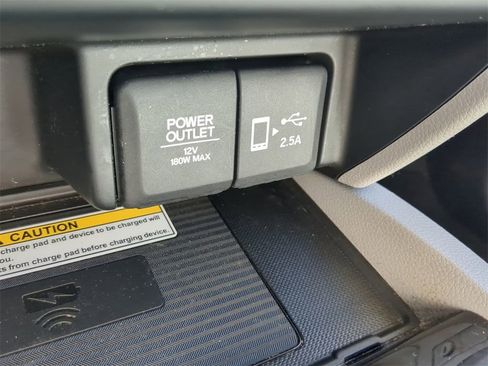 POWER
OUTLET
12V
180W MAX
2.5A
CAUTION
charge pad and device to be charged will
you.
from charge pad before charging device.